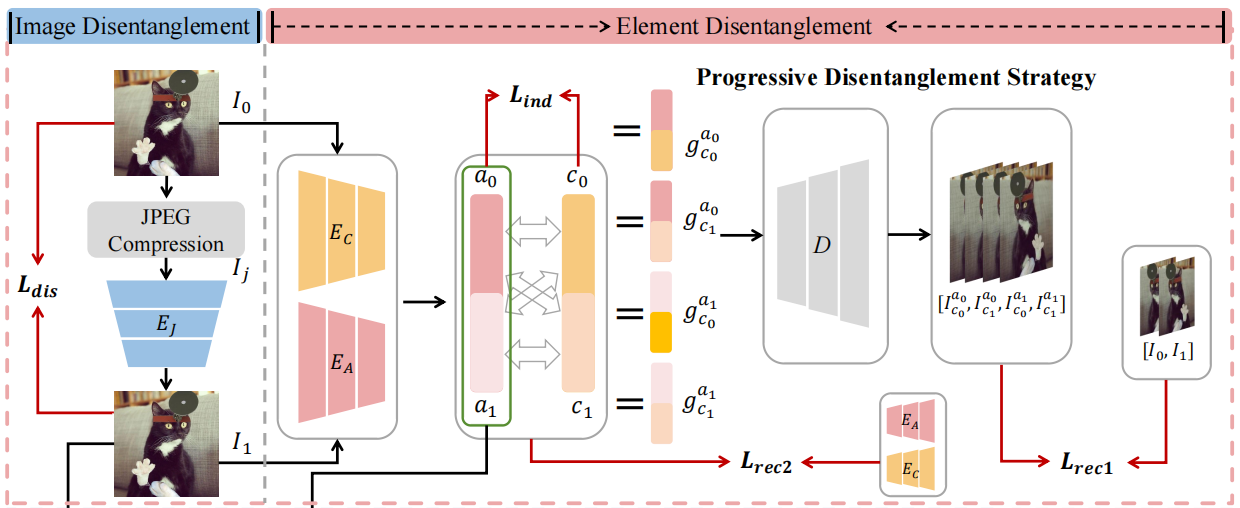 Image Disentanglement
Element Disentanglement
Progressive Disentanglement Strategy
I_0
JPEG
Compression
I_j
L_{dis}
E_J
I_1
E_C
E_A
L_{ind}
a_0
c_0
a_1
c_1
= g_{c_0}^{a_0}
= g_{c_1}^{a_0}
= g_{c_0}^{a_1}
= g_{c_1}^{a_1}
D
[I_{c_0}^{a_0}, I_{c_1}^{a_0}, I_{c_0}^{a_1}, I_{c_1}^{a_1}]
[I_0, I_1]
E_A
E_C
L_{rec2}
L_{rec1}